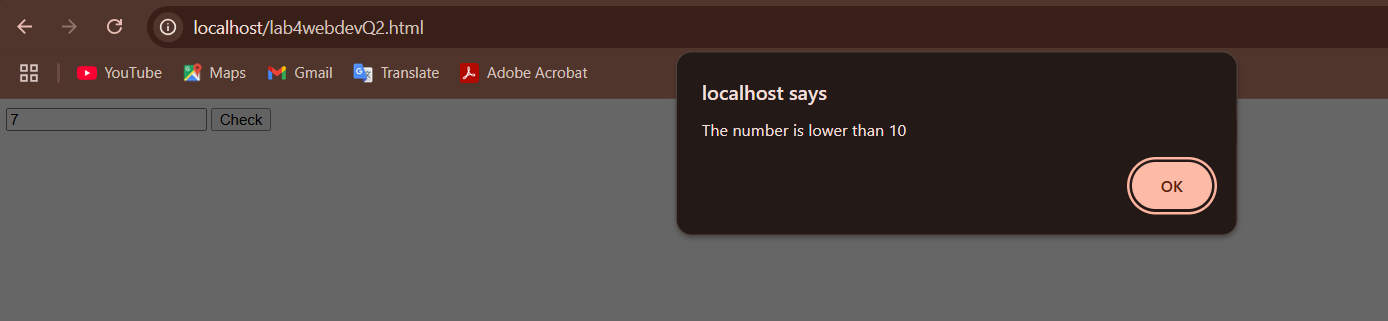 localhost/lab4webdevQ2.html
YouTube Maps Gmail Translate Adobe Acrobat
localhost says
The number is lower than 10
OK
7 Check